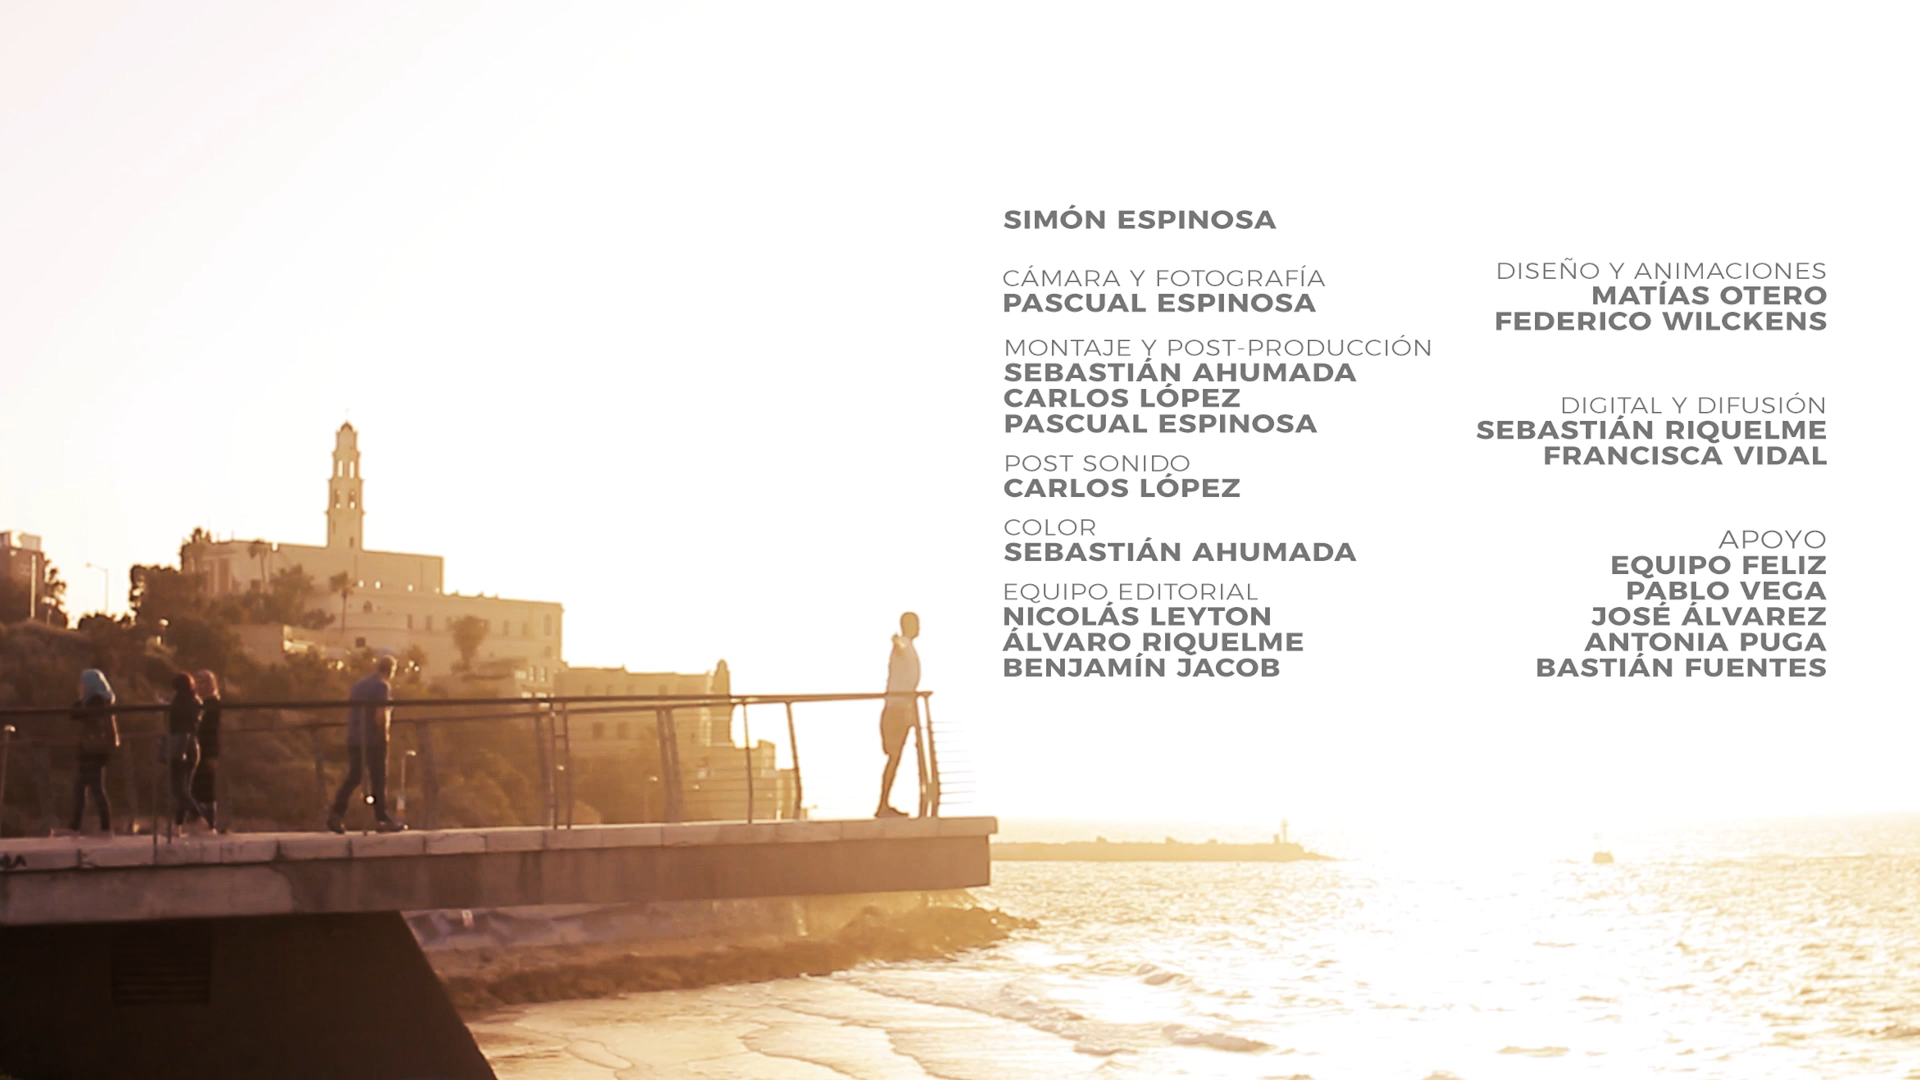 SIMÓN ESPINOSA
CÁMARA Y FOTOGRAFÍA
PASCUAL ESPINOSA
MONTAJE Y POST-PRODUCCIÓN
SEBASTIÁN AHUMADA
CARLOS LÓPEZ
PASCUAL ESPINOSA
POST SONIDO
CARLOS LÓPEZ
COLOR
SEBASTIÁN AHUMADA
EQUIPO EDITORIAL
NICOLÁS LEYTON
ÁLVARO RIQUELME
BENJAMÍN JACOB
DISEÑO Y ANIMACIONES
MATÍAS OTERO
FEDERICO WILCKENS
DIGITAL Y DIFUSIÓN
SEBASTIÁN RIQUELME
FRANCISCA VIDAL
APOYO
EQUIPO FELIZ
PABLO VEGA
JOSÉ ÁLVAREZ
ANTONIA PUGA
BASTIÁN FUENTES